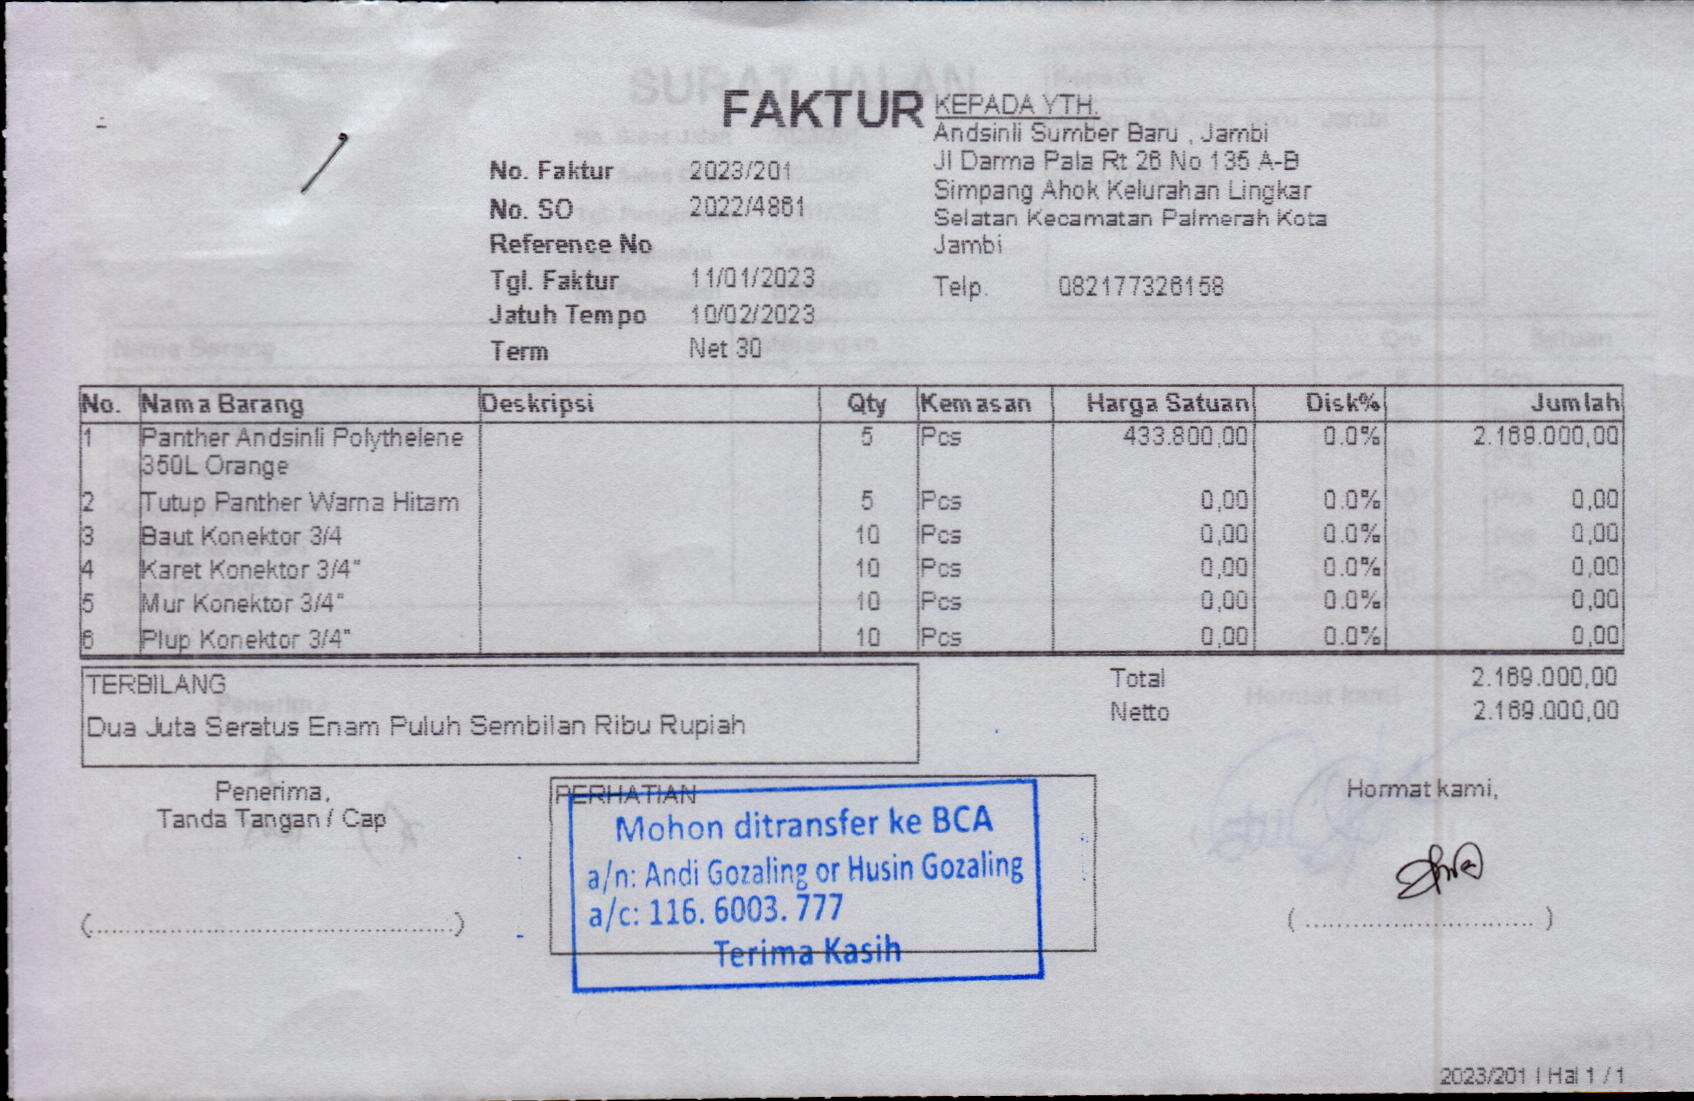 FAKTUR
No. Faktur 2023/201
No. SO 2022/4861
Reference No
Tgl. Faktur 11/01/2023
Jatuh Tempo 10/02/2023
Term Net 30
KEPADA YTH.
Andsinli Sumber Baru , Jambi
Jl Darma Pala Rt 26 No 135 A-B
Simpang Ahok Kelurahan Lingkar
Selatan Kecamatan Palmerah Kota
Jambi
Telp. 082177326158
No. Nama Barang Deskripsi Qty Kemasan Harga Satuan Disk% Jumlah
1 Panther Andsinli Polythelene 5 Pcs 433.800,00 0.0% 2.169.000,00
350L Orange
2 Tutup Panther Warna Hitam 5 Pcs 0,00 0.0% 0,00
3 Baut Konektor 3/4 10 Pcs 0,00 0.0% 0,00
4 Karet Konektor 3/4" 10 Pcs 0,00 0.0% 0,00
5 Mur Konektor 3/4" 10 Pcs 0,00 0.0% 0,00
6 Plup Konektor 3/4" 10 Pcs 0,00 0.0% 0,00
TERBILANG
Dua Juta Seratus Enam Puluh Sembilan Ribu Rupiah
Total 2.169.000,00
Netto 2.169.000,00
Penerima,
Tanda Tangan / Cap
(..................................................)
PERHATIAN
Mohon ditransfer ke BCA
a/n: Andi Gozaling or Husin Gozaling
a/c: 116. 6003. 777
Terima Kasih
Hormat kami,
(................................)
2023/201 | Hal 1 / 1